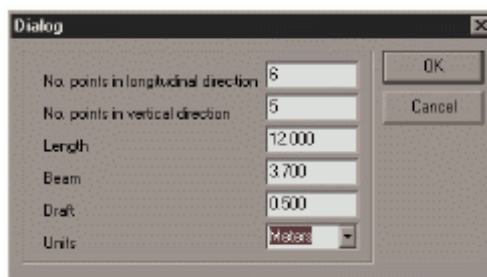 Dialog
No. points in longitudinal direction 6
No. points in vertical direction 5
Length 12.000
Beam 3.700
Draft 0.500
Units Meters
OK
Cancel